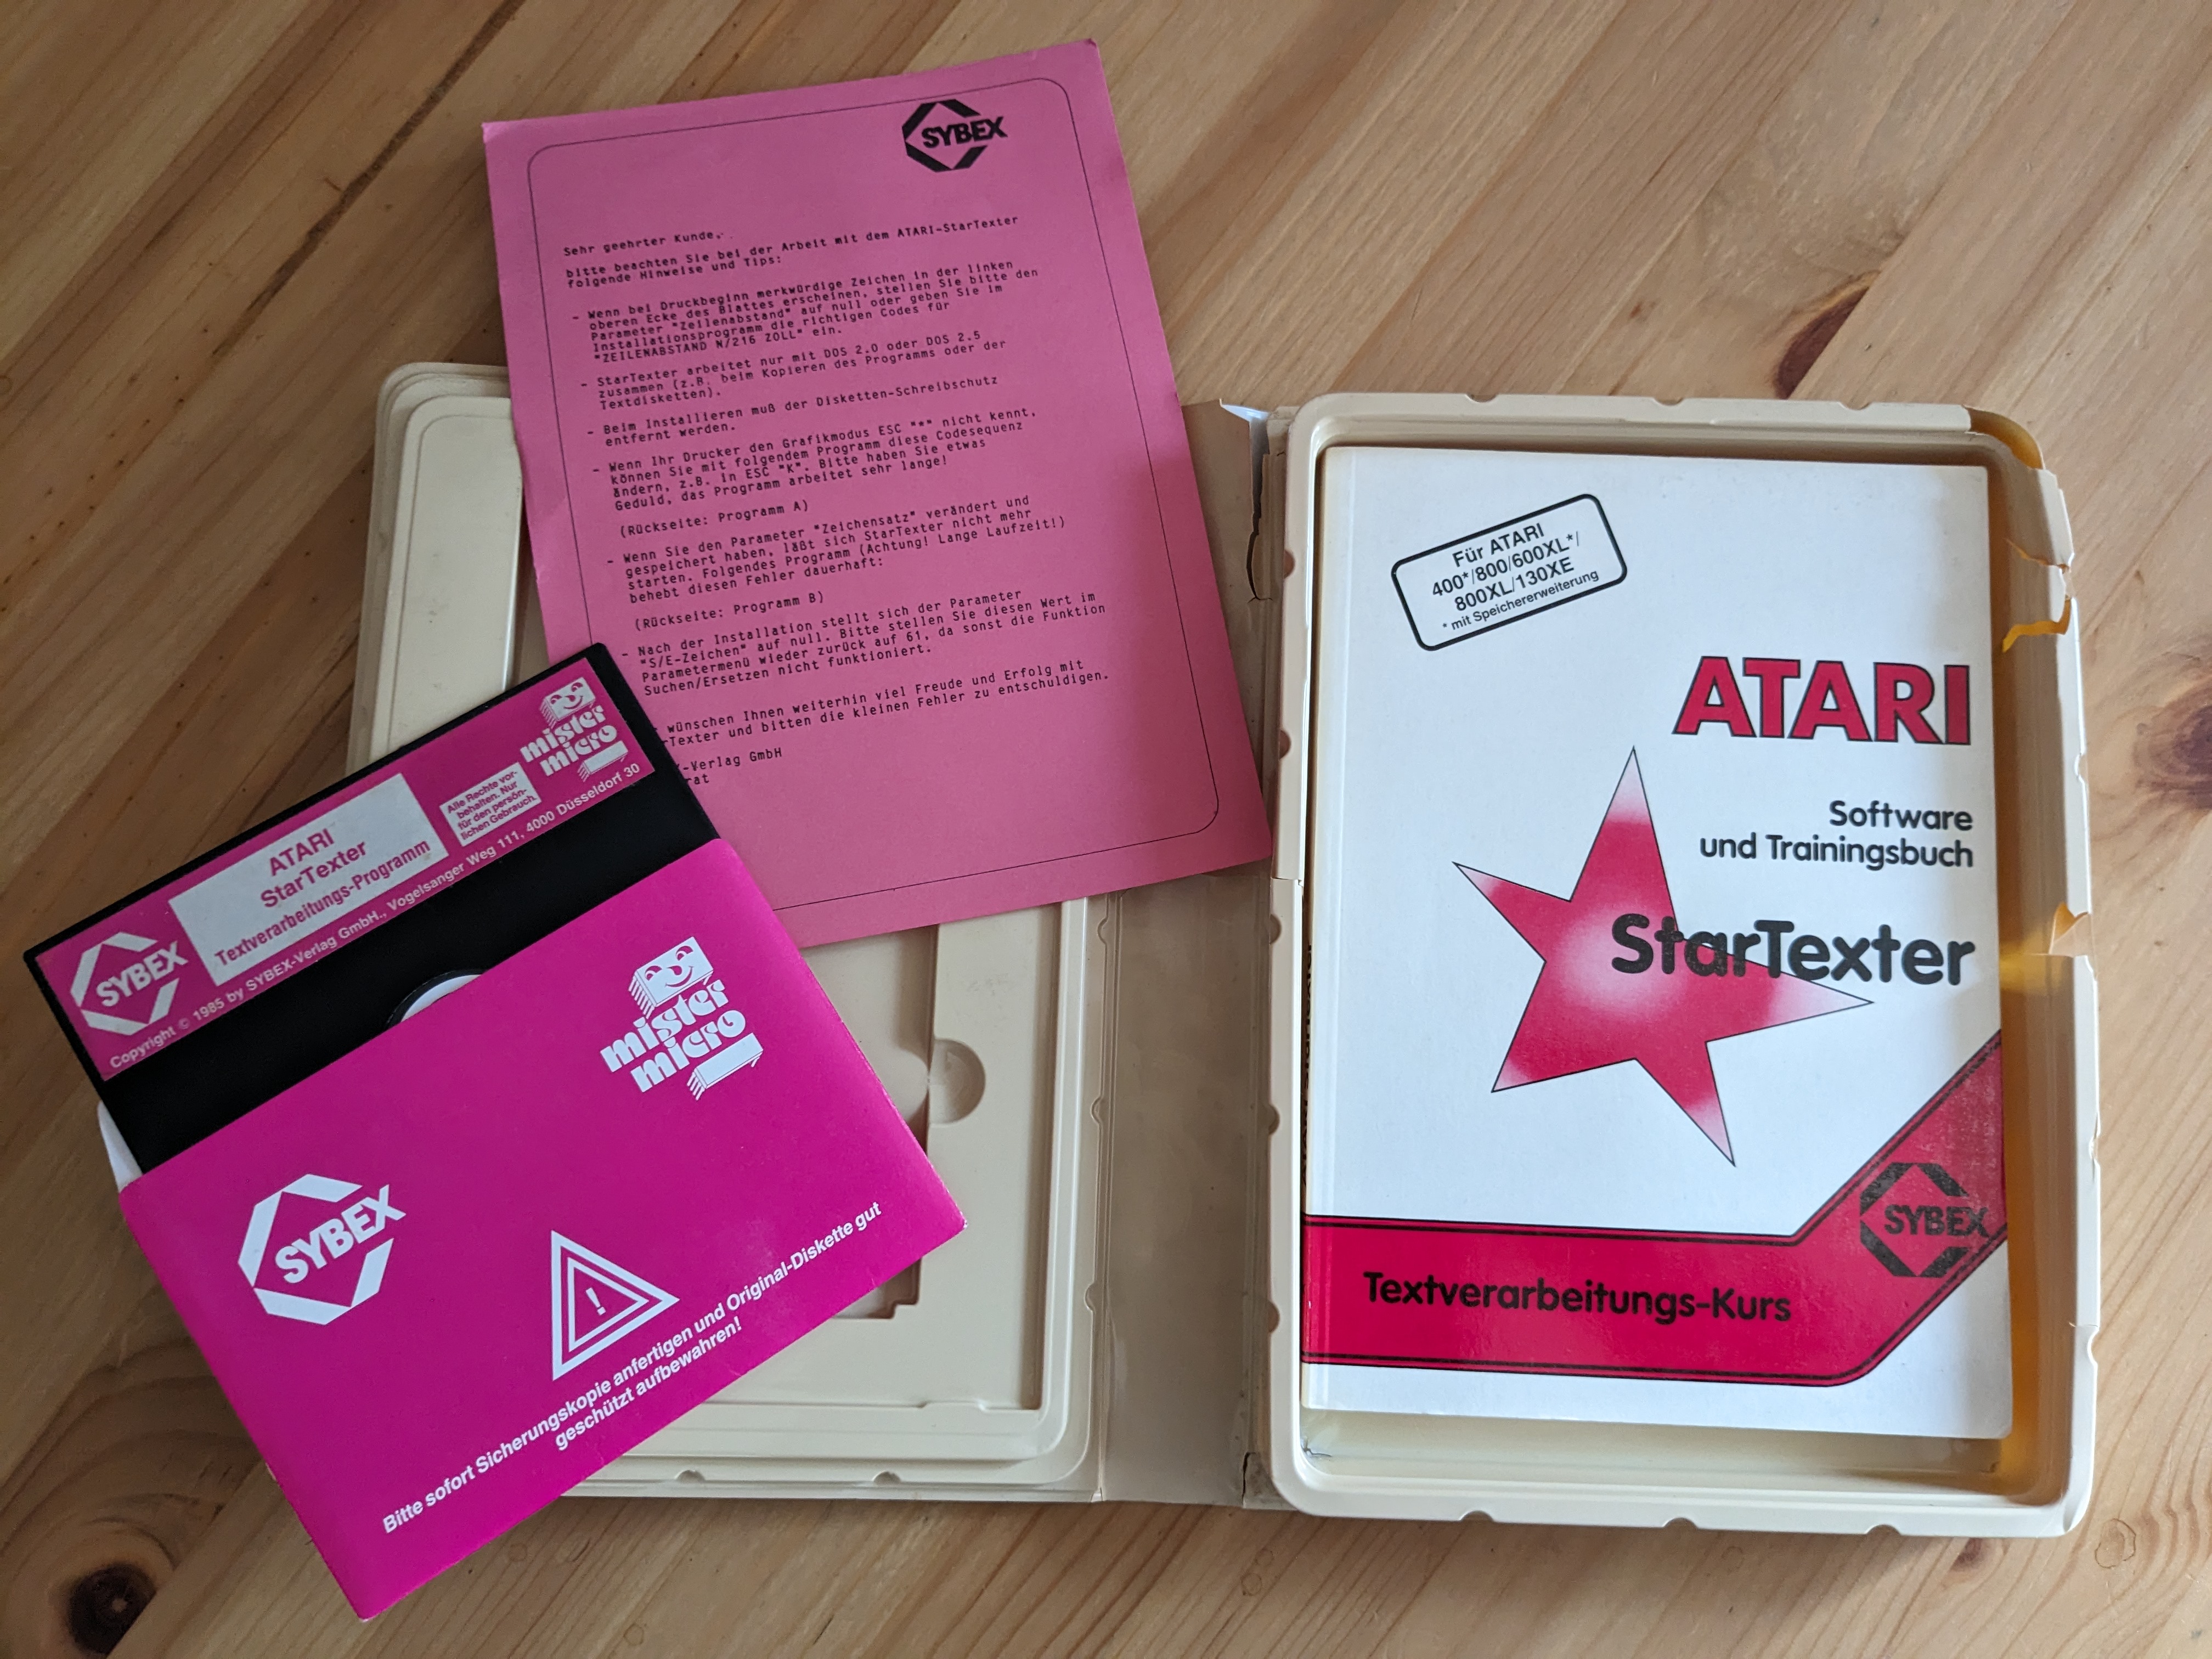 SYBEX
Sehr geehrter Kunde,
bitte beachten Sie bei der Arbeit mit dem ATARI-StarTexter
folgende Hinweise und Tips:
- Wenn bei Druckbeginn merkwürdige Zeichen in der linken
oberen Ecke des Blattes erscheinen, stellen Sie bitte den
Parameter "Zeilenabstand" auf null oder geben Sie im
Installationsprogramm die richtigen Codes für
"ZEILENABSTAND N/216 ZOLL" ein.
- StarTexter arbeitet nur mit DOS 2.0 oder DOS 2.5
zusammen (z.B. beim Kopieren des Programms oder der
Textdisketten).
- Beim Installieren muß der Disketten-Schreibschutz
entfernt werden.
- Wenn Ihr Drucker den Grafikmodus ESC "*" nicht kennt,
können Sie mit folgendem Programm diese Codesequenz
ändern, z.B. in ESC "K". Bitte haben Sie etwas
Geduld, das Programm arbeitet sehr lange!
(Rückseite: Programm A)
- Wenn Sie den Parameter "Zeichensatz" verändert und
gespeichert haben, läßt sich StarTexter nicht mehr
starten. Folgendes Programm (Achtung! Lange Laufzeit!)
behebt diesen Fehler dauerhaft:
(Rückseite: Programm B)
- Nach der Installation stellt sich der Parameter
"S/E-Zeichen" auf null. Bitte stellen Sie diesen Wert im
Parametermenü wieder zurück auf 61, da sonst die Funktion
Suchen/Ersetzen nicht funktioniert.
wünschen Ihnen weiterhin viel Freude und Erfolg mit
Texter und bitten die kleinen Fehler zu entschuldigen.
-Verlag GmbH
rat
mister
micro
Alle Rechte vor-
behalten. Nur
für den persön-
lichen Gebrauch.
ATARI
StarTexter
Textverarbeitungs-Programm
SYBEX
Copyright © 1985 by SYBEX-Verlag GmbH., Vogelsanger Weg 111, 4000 Düsseldorf 30
mister
micro
SYBEX
!
Bitte sofort Sicherungskopie anfertigen und Original-Diskette gut
geschützt aufbewahren!
Für ATARI
400*/800/600XL*/
800XL/130XE
* mit Speichererweiterung
ATARI
Software
und Trainingsbuch
StarTexter
SYBEX
Textverarbeitungs-Kurs